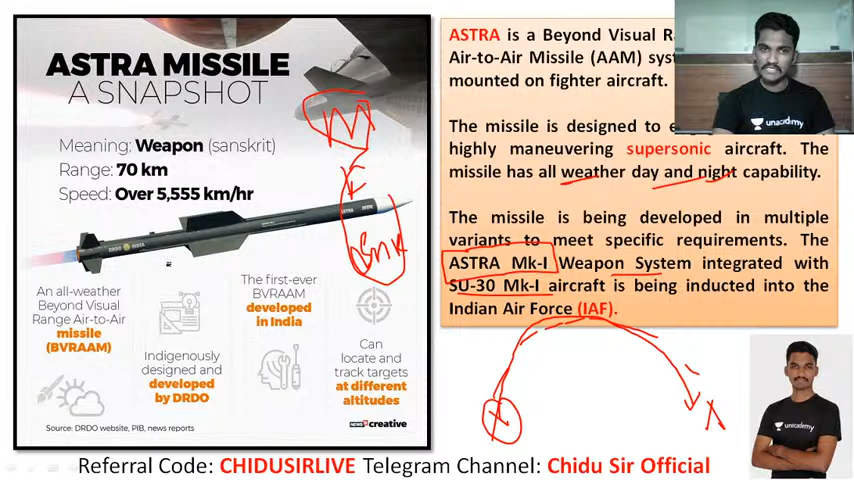 ASTRA MISSILE
A SNAPSHOT
Meaning: Weapon (sanskrit)
Range: 70 km
Speed: Over 5,555 km/hr
DRDO INDIA
ASTRA
An all-weather
Beyond Visual
Range Air-to-Air
missile
(BVRAAM)
Indigenously
designed and
developed
by DRDO
The first-ever
BVRAAM
developed
in India
Can
locate and
track targets
at different
altitudes
Source: DRDO website, PIB, news reports
NEWS creative
ASTRA is a Beyond Visual
Air-to-Air Missile (AAM)
mounted on fighter aircraft.
The missile is designed to
highly maneuvering supersonic aircraft. The
missile has all weather day and night capability.
The missile is being developed in multiple
variants to meet specific requirements. The
ASTRA Mk-I Weapon System integrated with
SU-30 Mk-I aircraft is being inducted into the
Indian Air Force (IAF).
unacademy
unacademy
Referral Code: CHIDUSIRLIVE Telegram Channel: Chidu Sir Official